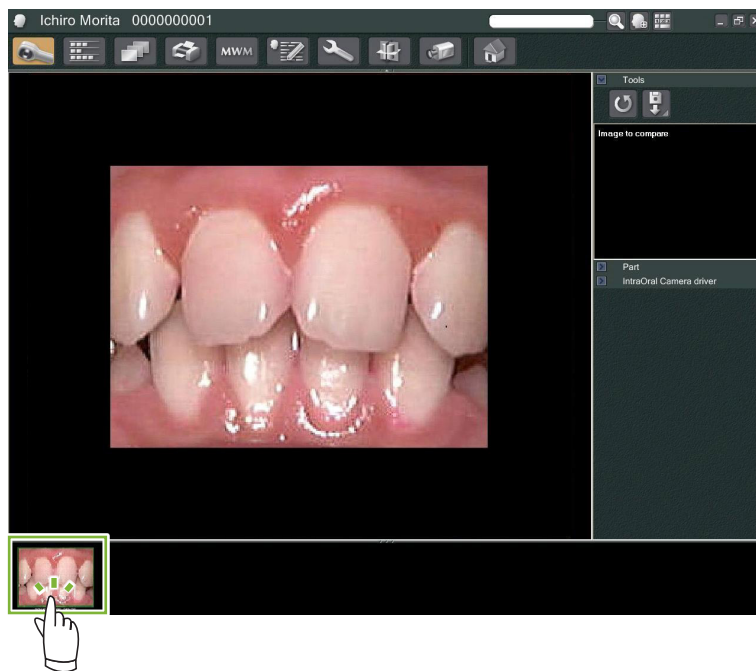 Ichiro Morita 0000000001
MWM
Tools
Image to compare
Part
IntraOral Camera driver